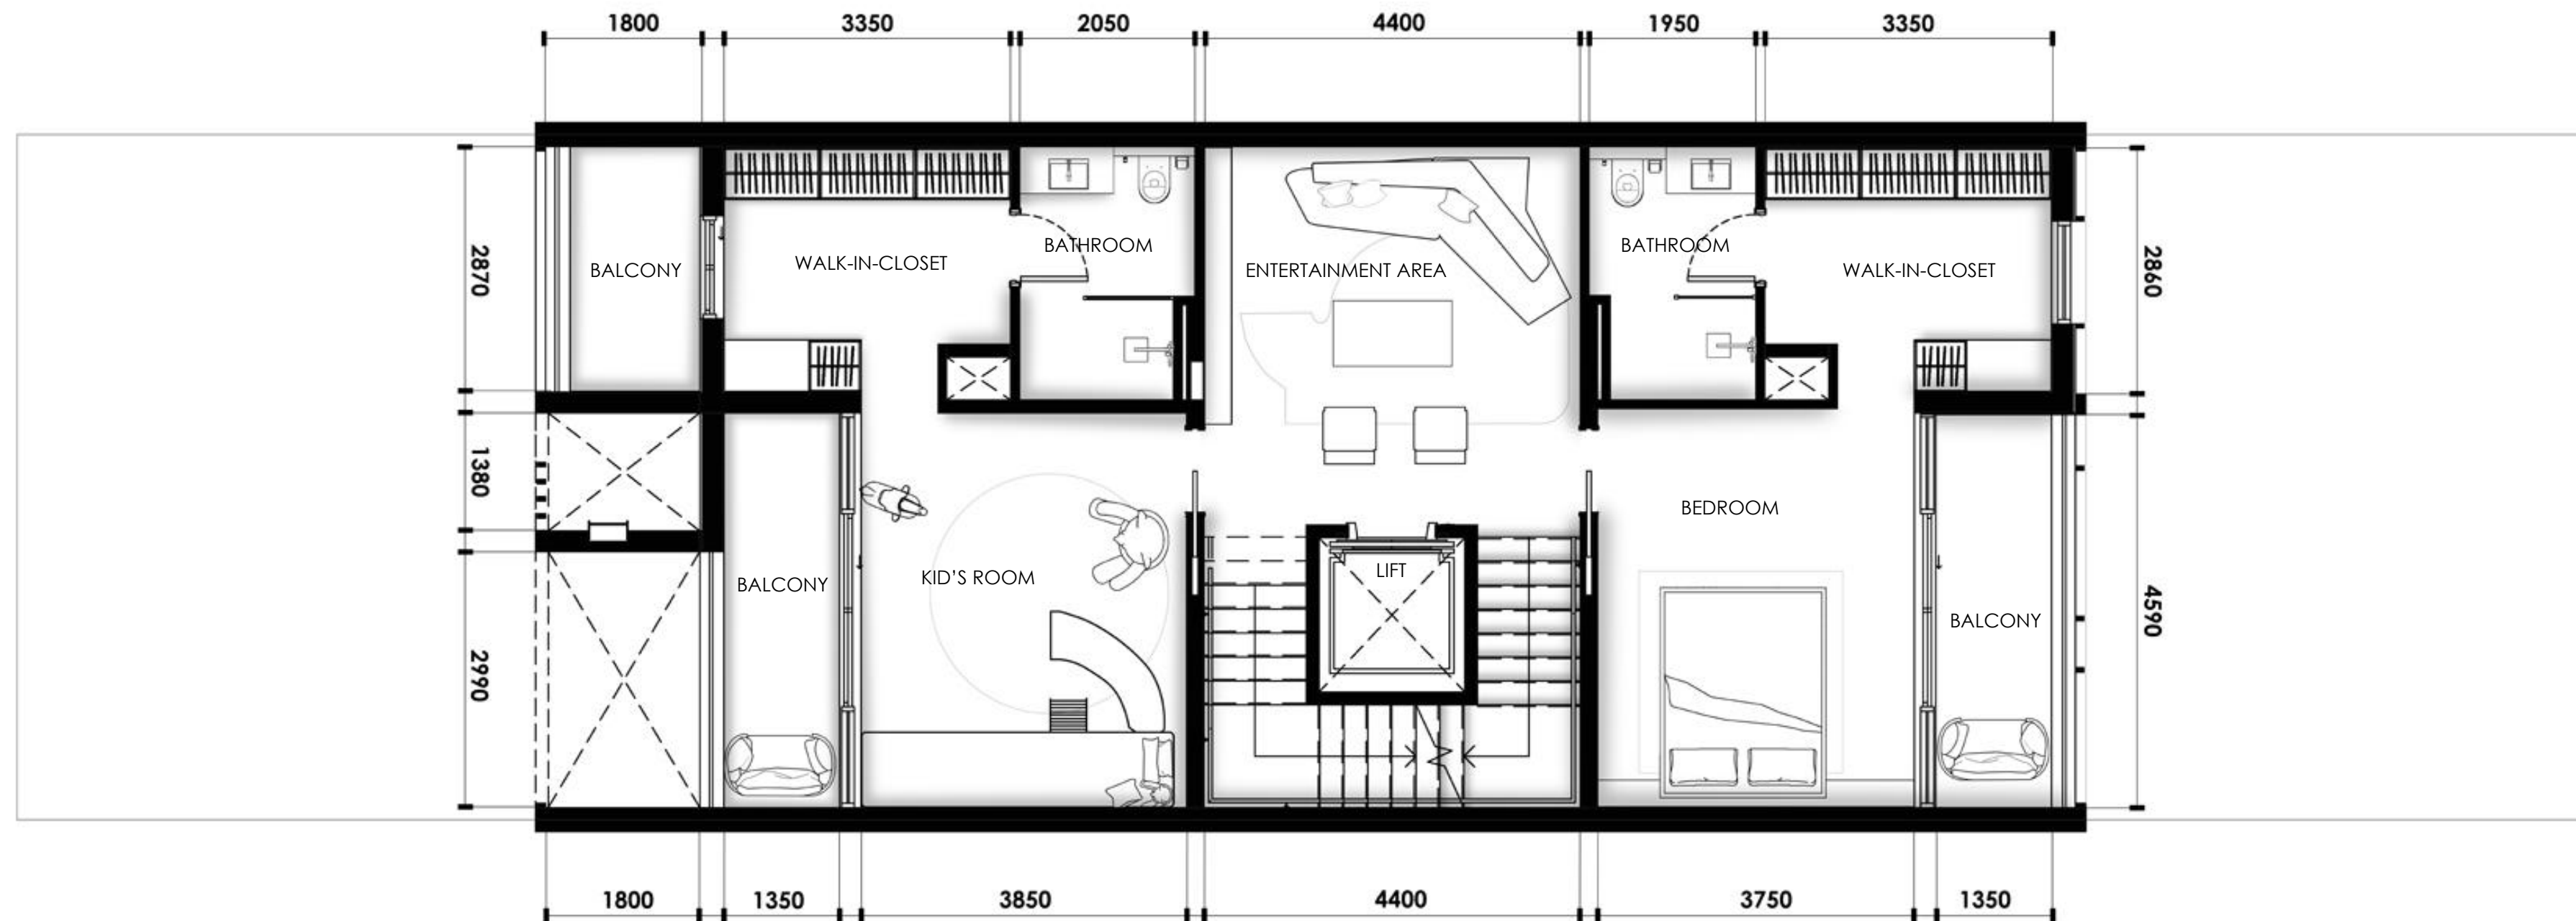 1800
3350
2050
4400
1950
3350
2870
BALCONY
WALK-IN-CLOSET
BATHROOM
ENTERTAINMENT AREA
BATHROOM
WALK-IN-CLOSET
2860
1380
BEDROOM
KID'S ROOM
LIFT
BALCONY
BALCONY
4590
2990
1800
1350
3850
4400
3750
1350